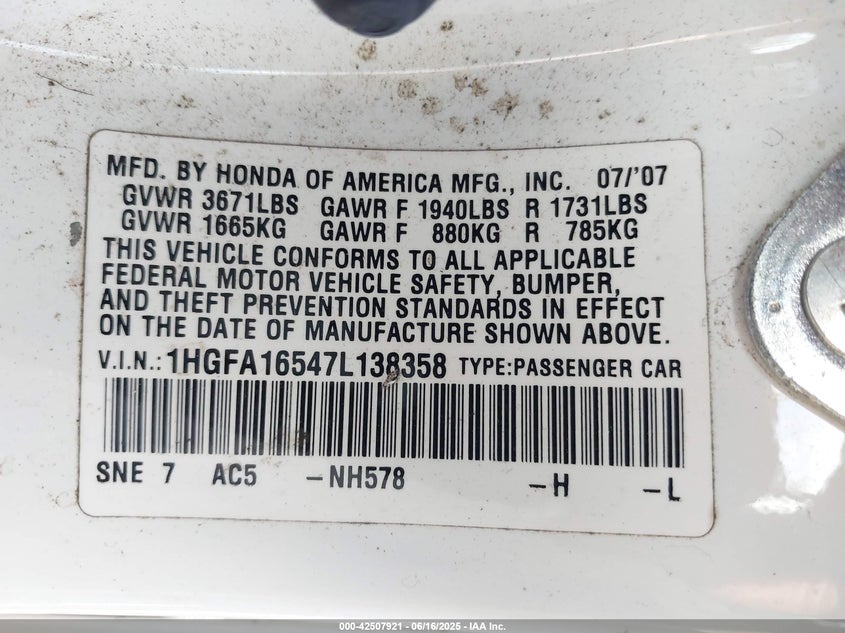 MFD. BY HONDA OF AMERICA MFG., INC. 07/'07
GVWR 3671LBS GAWR F 1940LBS R 1731LBS
GVWR 1665KG GAWR F 880KG R 785KG
THIS VEHICLE CONFORMS TO ALL APPLICABLE
FEDERAL MOTOR VEHICLE SAFETY, BUMPER,
AND THEFT PREVENTION STANDARDS IN EFFECT
ON THE DATE OF MANUFACTURE SHOWN ABOVE.
V.I.N.: 1HGFA16547L138358 TYPE:PASSENGER CAR
SNE 7 AC5 -NH578 -H -L
000-42507921 / 06/16/2025 - IAA Inc.